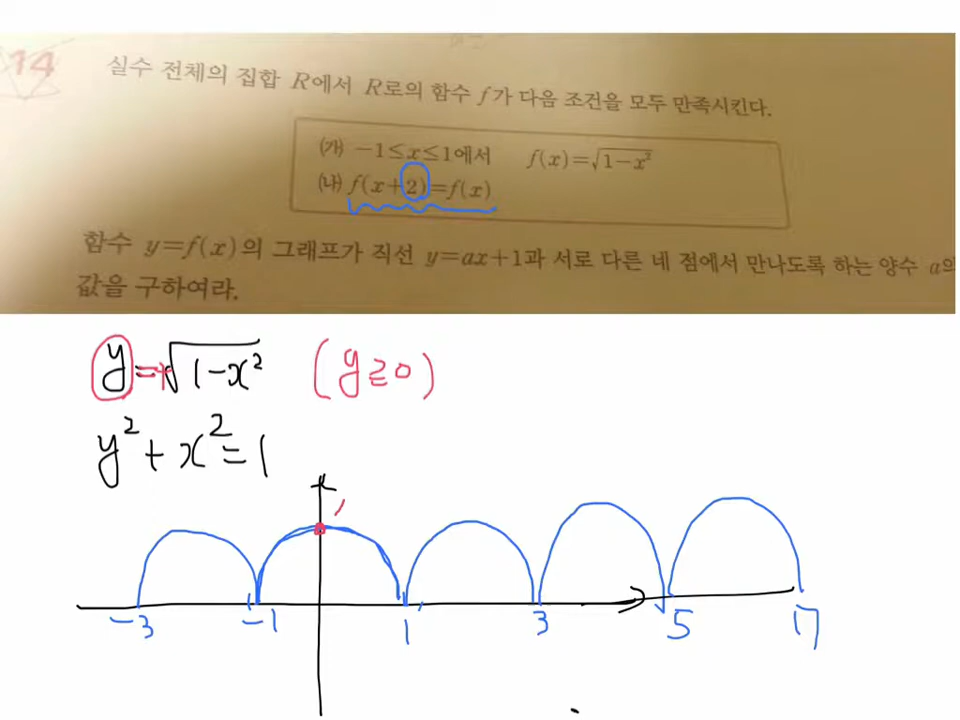 14
실수 전체의 집합 R에서 R로의 함수 f가 다음 조건을 모두 만족시킨다.
(가) -1≤x≤1에서 f(x)=√(1-x²)
(나) f(x+2)=f(x)
함수 y=f(x)의 그래프가 직선 y=ax+1과 서로 다른 네 점에서 만나도록 하는 양수 a의
값을 구하여라.
y=+√(1-x²) (y≧0)
y²+x²=1
-3 -1 1 3 5 7